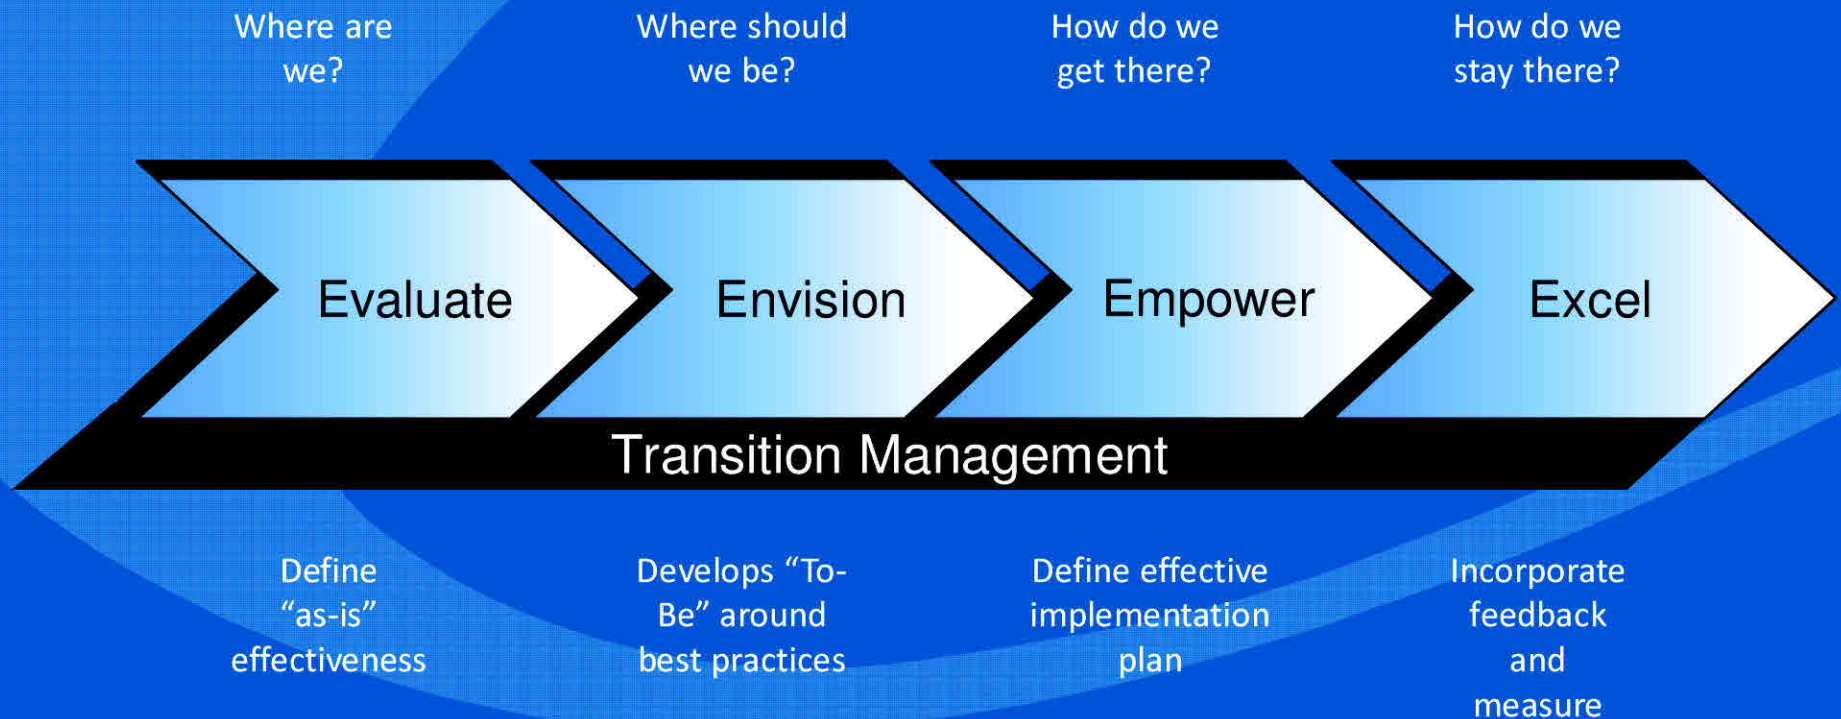 Where are
we?
Where should
we be?
How do we
get there?
How do we
stay there?
Evaluate
Envision
Empower
Excel
Transition Management
Define
“as-is”
effectiveness
Develops “To-
Be” around
best practices
Define effective
implementation
plan
Incorporate
feedback
and
measure